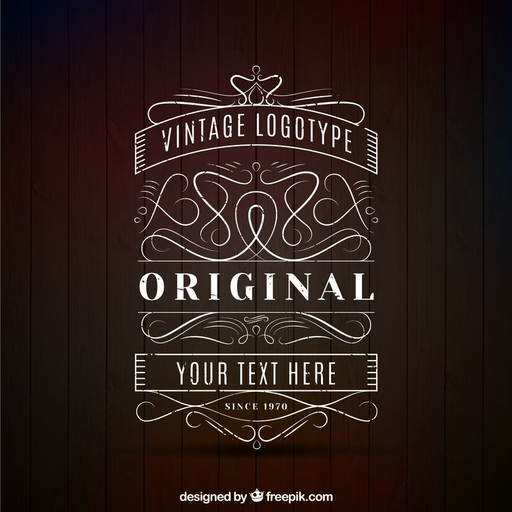 VINTAGE LOGOTYPE
ORIGINAL
YOUR TEXT HERE
SINCE 1970
designed by freepik.com